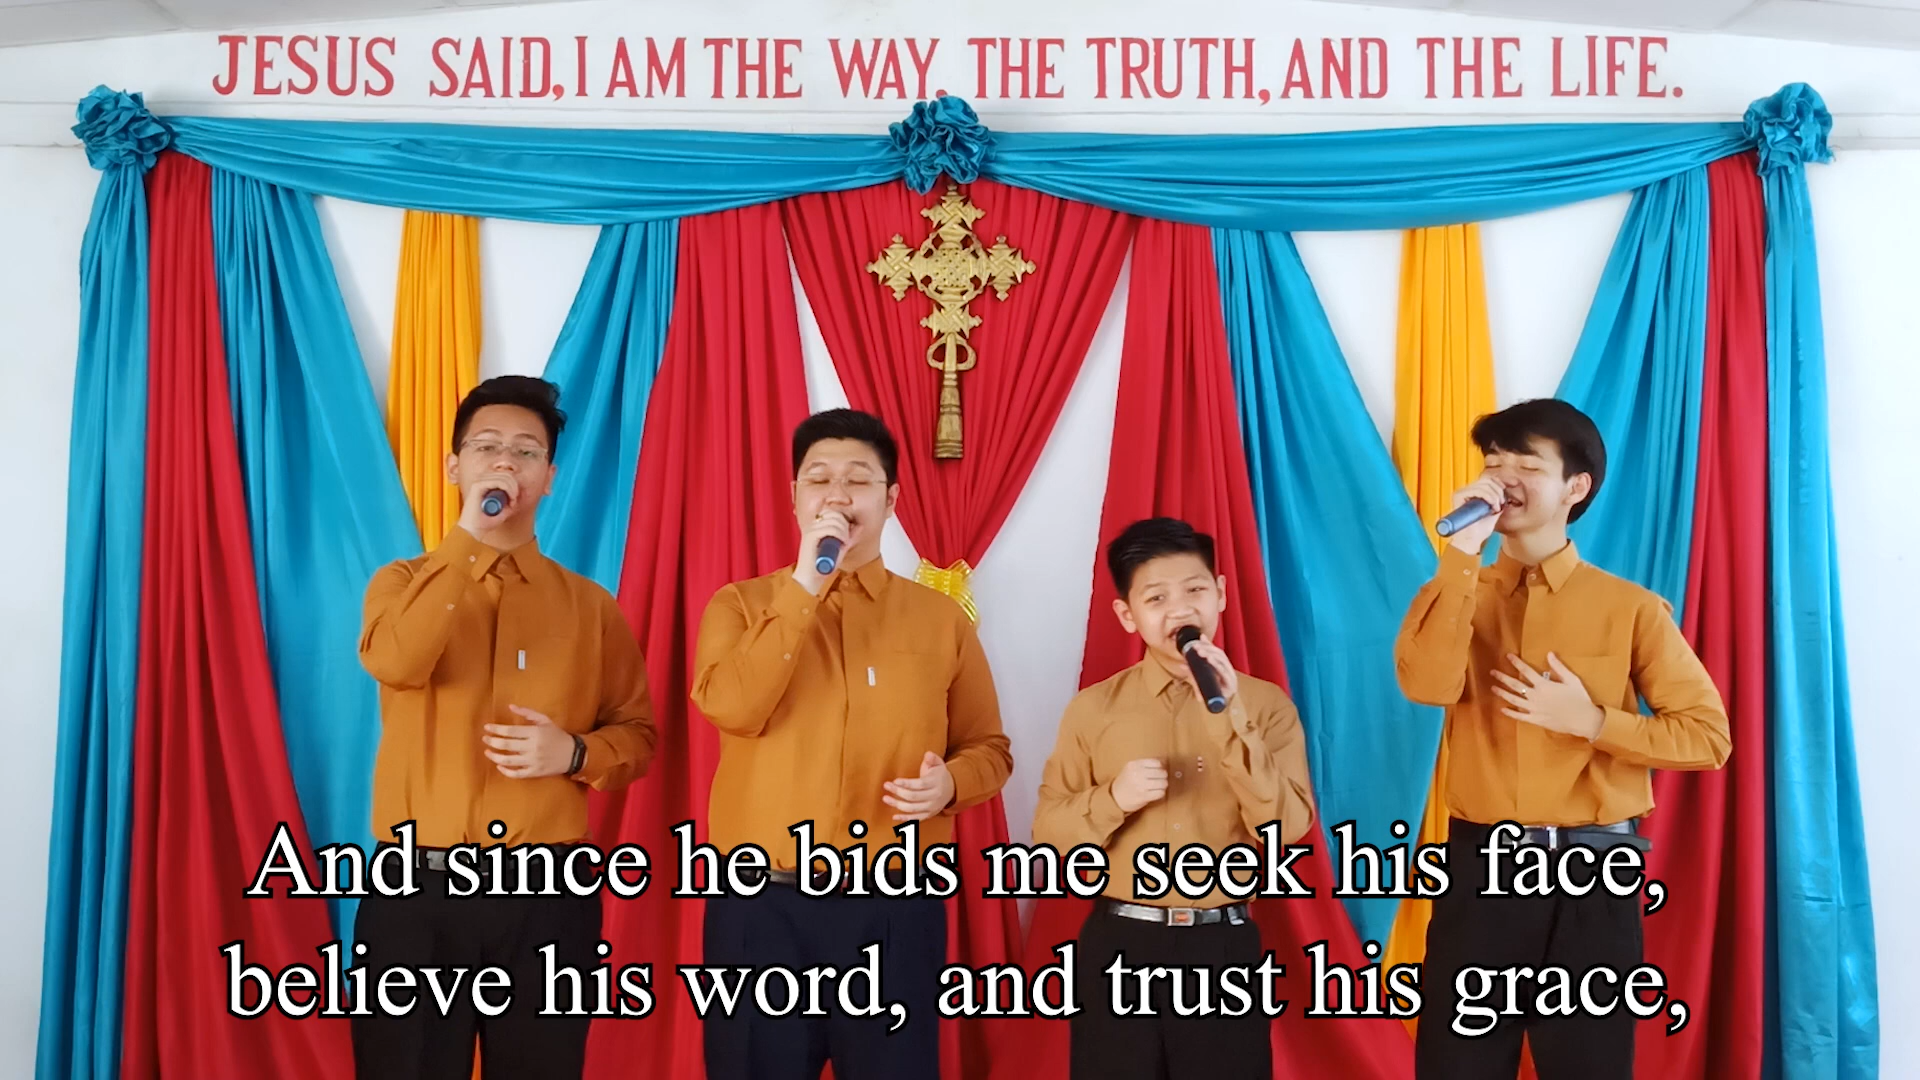 JESUS SAID, I AM THE WAY, THE TRUTH, AND THE LIFE.
And since he bids me seek his face,
believe his word, and trust his grace,